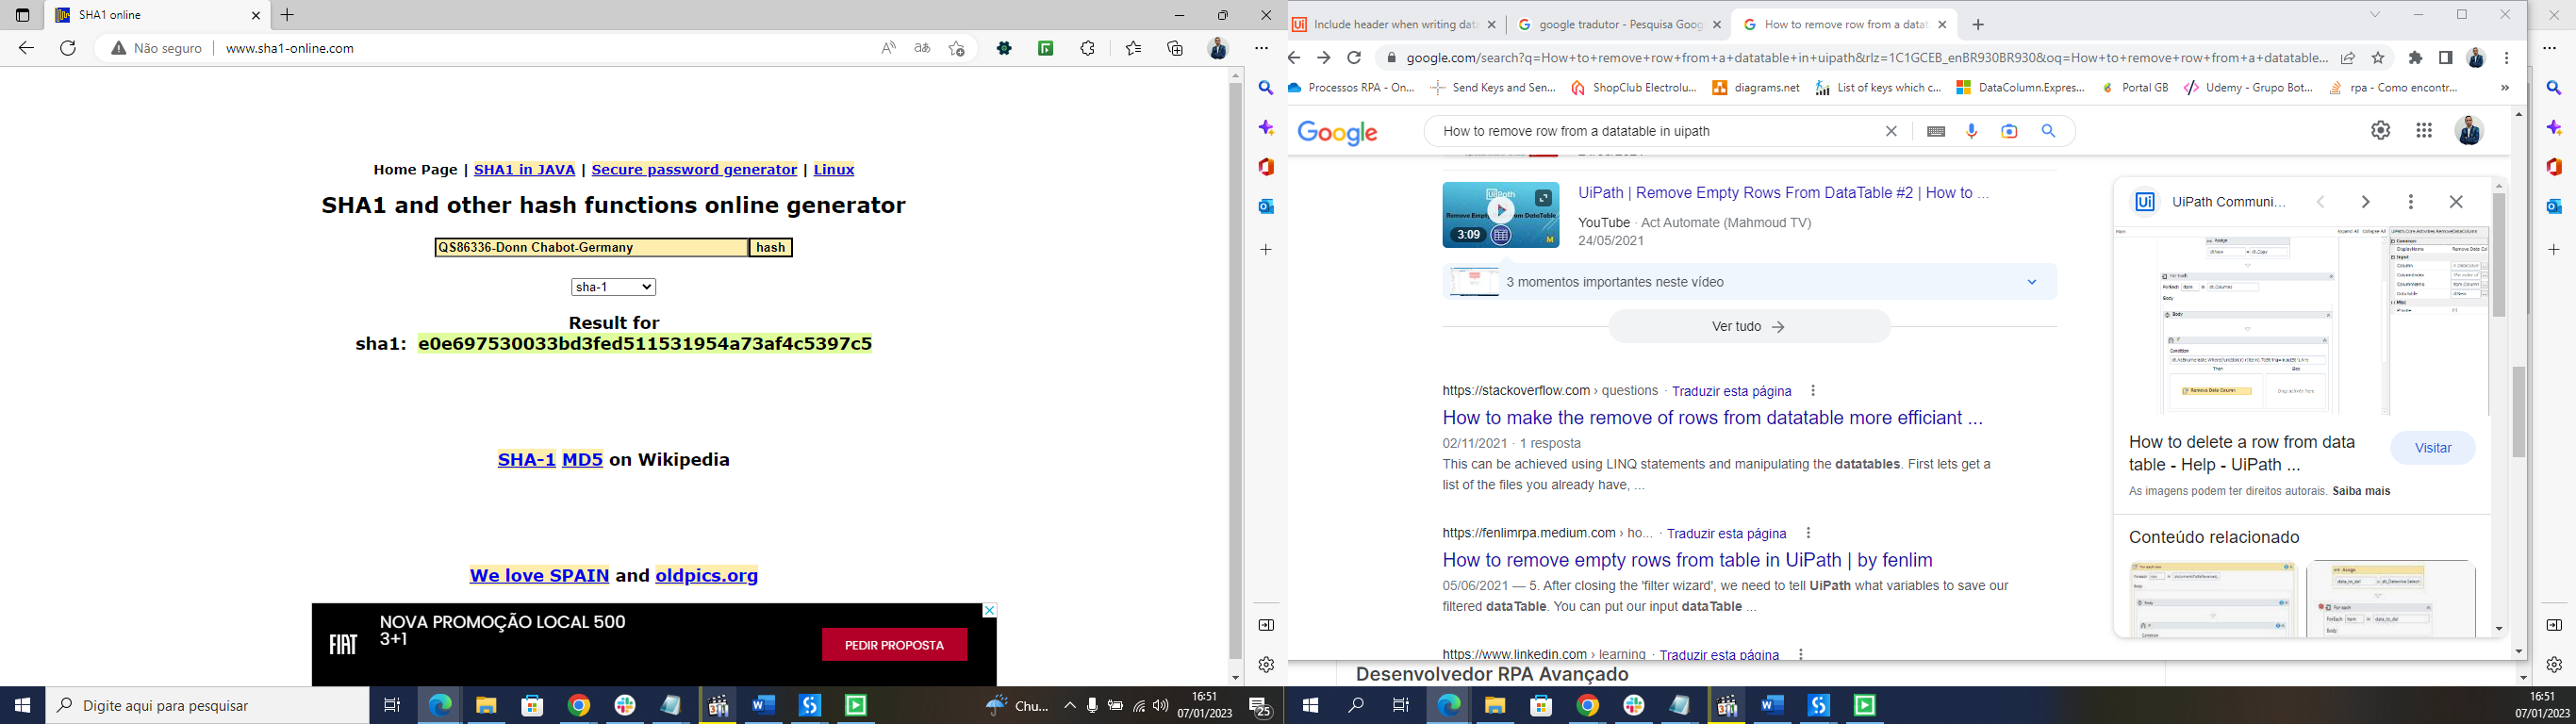 SHA1 online
Não seguro
www.sha1-online.com
Home Page | SHA1 in JAVA | Secure password generator | Linux
SHA1 and other hash functions online generator
QS86336-Donn Chabot-Germany
hash
sha-1
Result for
sha1: e0e697530033bd3fed511531954a73af4c5397c5
SHA-1 MD5 on Wikipedia
We love SPAIN and oldpics.org
FIAT
NOVA PROMOÇÃO LOCAL 500
3+1
PEDIR PROPOSTA
Digite aqui para pesquisar
Chu...
16:51
07/01/2023
25
Include header when writing dat
google tradutor - Pesquisa Goog
How to remove row from a datat
google.com/search?q=How+to+remove+row+from+a+datatable+in+uipath&rlz=1C1GCEB_enBR930BR930&oq=How+to+remove+row+from+a+datatable...
Processos RPA - On...
Send Keys and Sen...
ShopClub Electrolu...
diagrams.net
List of keys which c...
DataColumn.Expres...
Portal GB
Udemy - Grupo Bot...
rpa - Como encontr...
»
Google
How to remove row from a datatable in uipath
UiPath
3:09
UiPath | Remove Empty Rows From DataTable #2 | How to ...
YouTube · Act Automate (Mahmoud TV)
24/05/2021
3 momentos importantes neste vídeo
Ver tudo
https://stackoverflow.com › questions · Traduzir esta página
How to make the remove of rows from datatable more efficiant ...
02/11/2021 · 1 resposta
This can be achieved using LINQ statements and manipulating the datatables. First lets get a
list of the files you already have, ...
https://fenlimrpa.medium.com › ho... · Traduzir esta página
How to remove empty rows from table in UiPath | by fenlim
05/06/2021 — 5. After closing the 'filter wizard', we need to tell UiPath what variables to save our
filtered dataTable. You can put our input dataTable ...
https://www.linkedin.com › learning · Traduzir esta página
Ui
UiPath Communi...
How to delete a row from data
table - Help - UiPath ...
Visitar
As imagens podem ter direitos autorais. Saiba mais
Conteúdo relacionado
Desenvolvedor RPA Avançado
16:51
07/01/2023